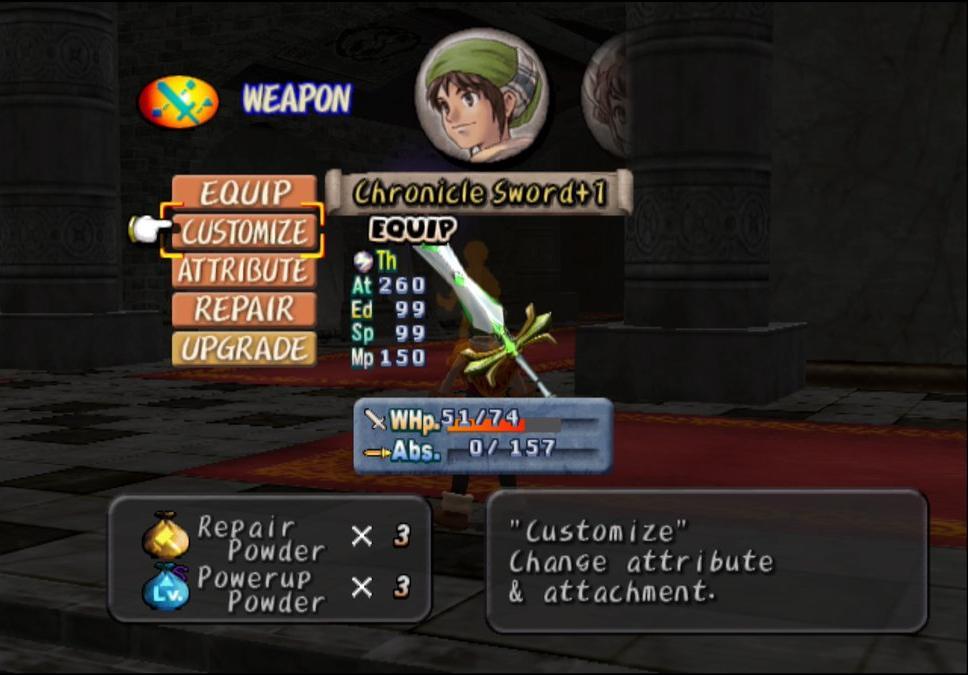 WEAPON
EQUIP
CUSTOMIZE
ATTRIBUTE
REPAIR
UPGRADE
Chronicle Sword+1
EQUIP
Th
At 260
Ed 99
Sp 99
Mp 150
WHp. 51/74
Abs. 0/157
Repair
Powder × 3
Lv.
Powerup
Powder × 3
"Customize"
Change attribute
& attachment.